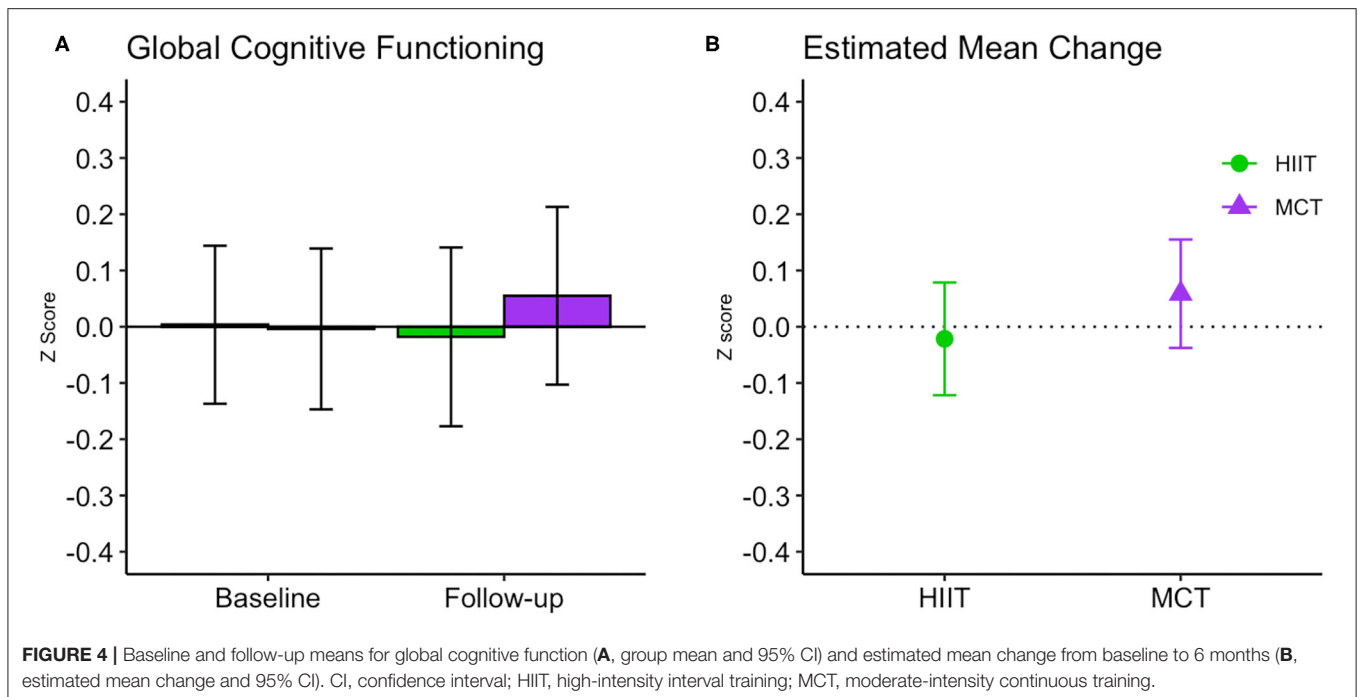 A Global Cognitive Functioning
0.4
0.3
0.2
0.1
0.0
-0.1
-0.2
-0.3
-0.4
Z Score
Baseline Follow-up
B Estimated Mean Change
0.4
0.3
0.2
0.1
0.0
-0.1
-0.2
-0.3
-0.4
Z score
HIIT
MCT
HIIT MCT
FIGURE 4 | Baseline and follow-up means for global cognitive function (A, group mean and 95% CI) and estimated mean change from baseline to 6 months (B,
estimated mean change and 95% CI). CI, confidence interval; HIIT, high-intensity interval training; MCT, moderate-intensity continuous training.